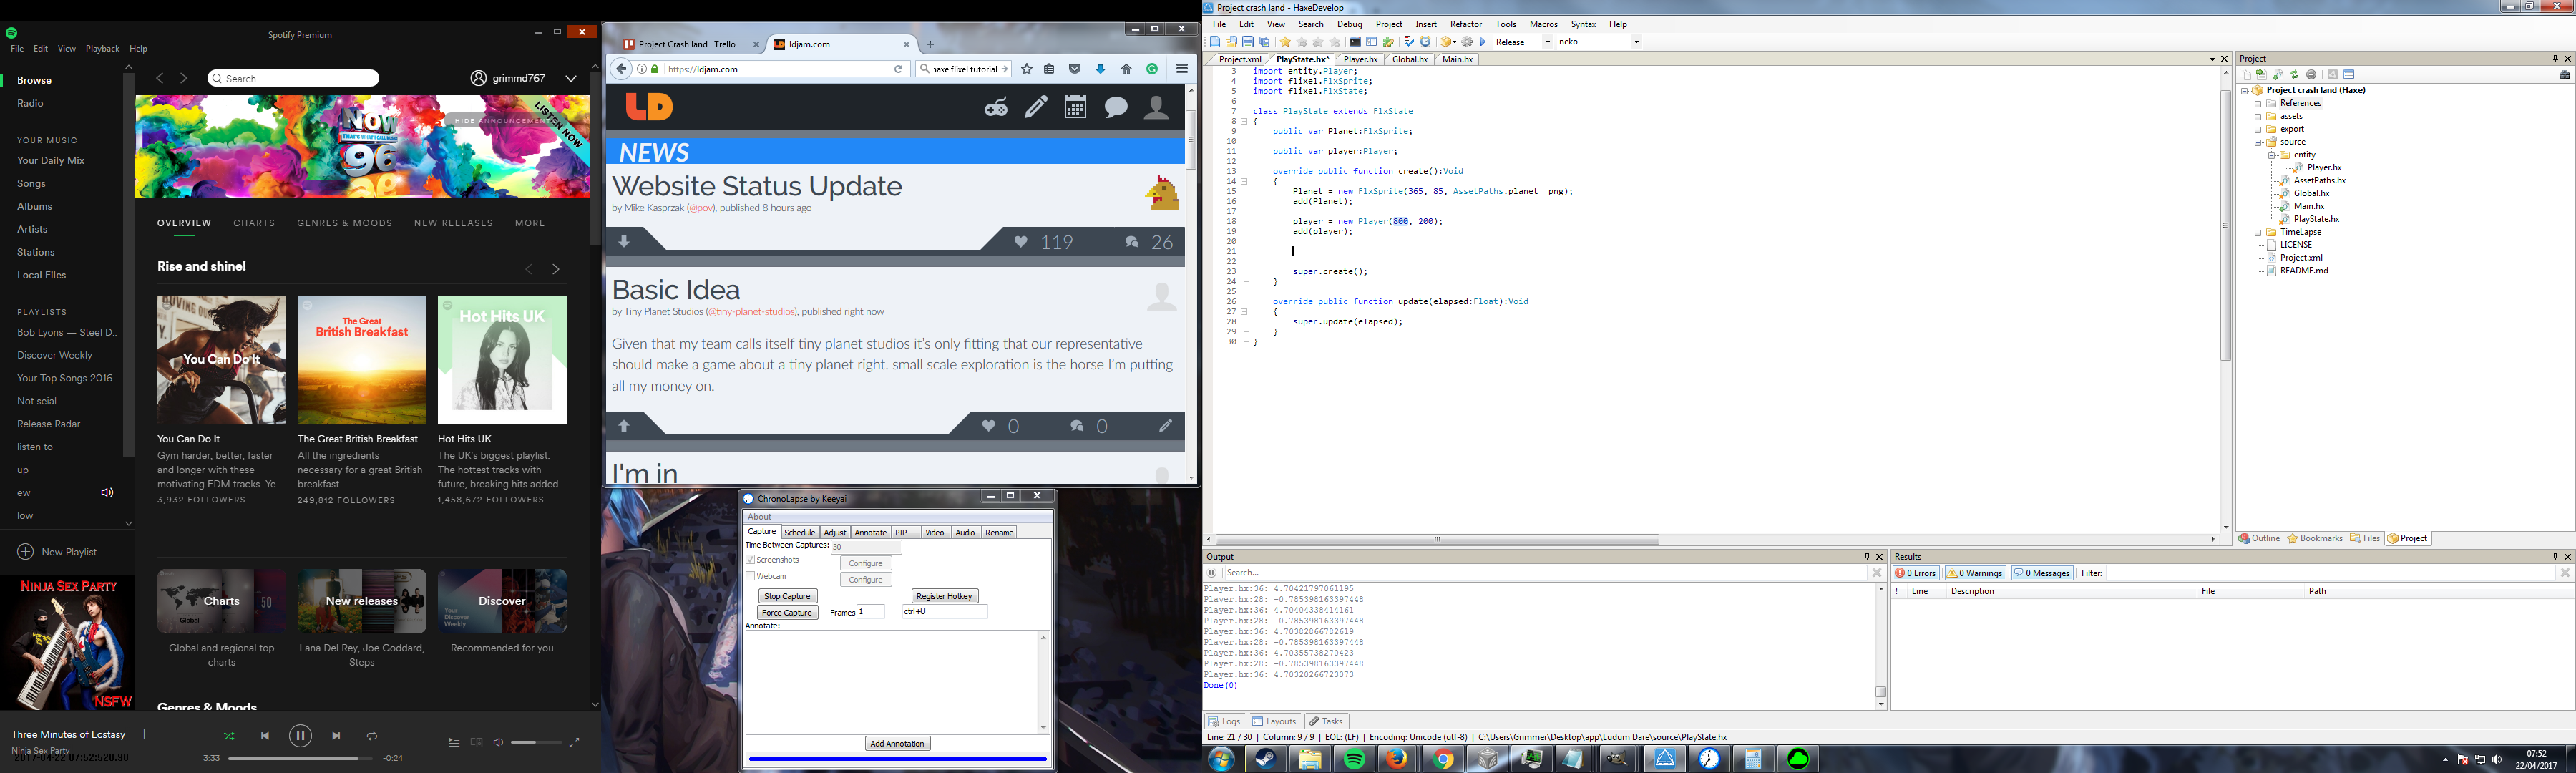 Spotify Premium
File Edit View Playback Help
Browse
Radio
YOUR MUSIC
Your Daily Mix
Songs
Albums
Artists
Stations
Local Files
PLAYLISTS
Bob Lyons — Steel D..
Discover Weekly
Your Top Songs 2016
Not seial
Release Radar
listen to
up
ew
low
New Playlist
NINJA SEX PARTY
NSFW
Search
grimmd767
NOW
THAT'S WHAT I CALL MUSIC
96
HIDE ANNOUNCEMENTS
LISTEN NOW
OVERVIEW CHARTS GENRES & MOODS NEW RELEASES MORE
Rise and shine!
You Can Do It
The Great
British Breakfast
Hot Hits UK
You Can Do It
Gym harder, better, faster
and longer with these
motivating EDM tracks. Ye...
3,932 FOLLOWERS
The Great British Breakfast
All the ingredients
necessary for a great British
breakfast.
249,812 FOLLOWERS
Hot Hits UK
The UK's biggest playlist.
The hottest tracks with
future, breaking hits added...
1,458,672 FOLLOWERS
Charts
New releases
Discover
Global and regional top
charts
Lana Del Rey, Joe Goddard,
Steps
Recommended for you
Genres & Moods
Three Minutes of Ecstasy
Ninja Sex Party
2017-04-22 07:52:520.90
3:33
-0:24
Project Crash land | Trello
ldjam.com
https://ldjam.com
haxe flixel tutorial
LD
NEWS
Website Status Update
by Mike Kasprzak (@pov), published 8 hours ago
119 26
Basic Idea
by Tiny Planet Studios (@tiny-planet-studios), published right now
Given that my team calls itself tiny planet studios it's only fitting that our representative
should make a game about a tiny planet right. small scale exploration is the horse I'm putting
all my money on.
0 0
I'm in
ChronoLapse by Keeyai
About
Capture Schedule Adjust Annotate PIP Video Audio Rename
Time Between Captures: 30
Screenshots Configure
Webcam Configure
Stop Capture Register Hotkey
Force Capture Frames 1 ctrl+U
Annotate:
Add Annotation
Project crash land - HaxeDevelop
File Edit View Search Debug Project Insert Refactor Tools Macros Syntax Help
Release neko
Project.xml PlayState.hx* Player.hx Global.hx Main.hx
3 import entity.Player;
4 import flixel.FlxSprite;
5 import flixel.FlxState;
6
7 class PlayState extends FlxState
8 {
9 public var Planet:FlxSprite;
10
11 public var player:Player;
12
13 override public function create():Void
14 {
15 Planet = new FlxSprite(365, 85, AssetPaths.planet__png);
16 add(Planet);
17
18 player = new Player(800, 200);
19 add(player);
20
21
22
23 super.create();
24 }
25
26 override public function update(elapsed:Float):Void
27 {
28 super.update(elapsed);
29 }
30 }
Project
Project crash land (Haxe)
References
assets
export
source
entity
Player.hx
AssetPaths.hx
Global.hx
Main.hx
PlayState.hx
TimeLapse
LICENSE
Project.xml
README.md
Outline Bookmarks Files Project
Output
Search...
Player.hx:36: 4.70421797061195
Player.hx:28: -0.785398163397448
Player.hx:36: 4.70404338414161
Player.hx:28: -0.785398163397448
Player.hx:36: 4.70382866782619
Player.hx:28: -0.785398163397448
Player.hx:36: 4.70355738270423
Player.hx:28: -0.785398163397448
Player.hx:36: 4.70320266723073
Done(0)
Logs Layouts Tasks
Results
0 Errors 0 Warnings 0 Messages Filter:
! Line Description File Path
Line: 21 / 30 | Column: 9 / 9 | EOL: (LF) | Encoding: Unicode (utf-8) | C:\Users\Grimmer\Desktop\app\Ludum Dare\source\PlayState.hx
07:52
22/04/2017